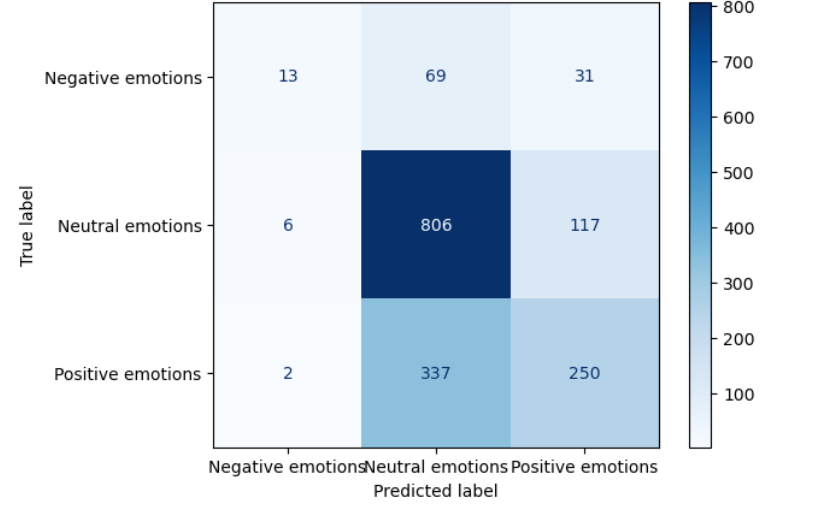 800
Negative emotions 13 69 31
700
600
500
Neutral emotions 6 806 117
400
300
200
Positive emotions 2 337 250
100
Negative emotions Neutral emotions Positive emotions
Predicted label
True label